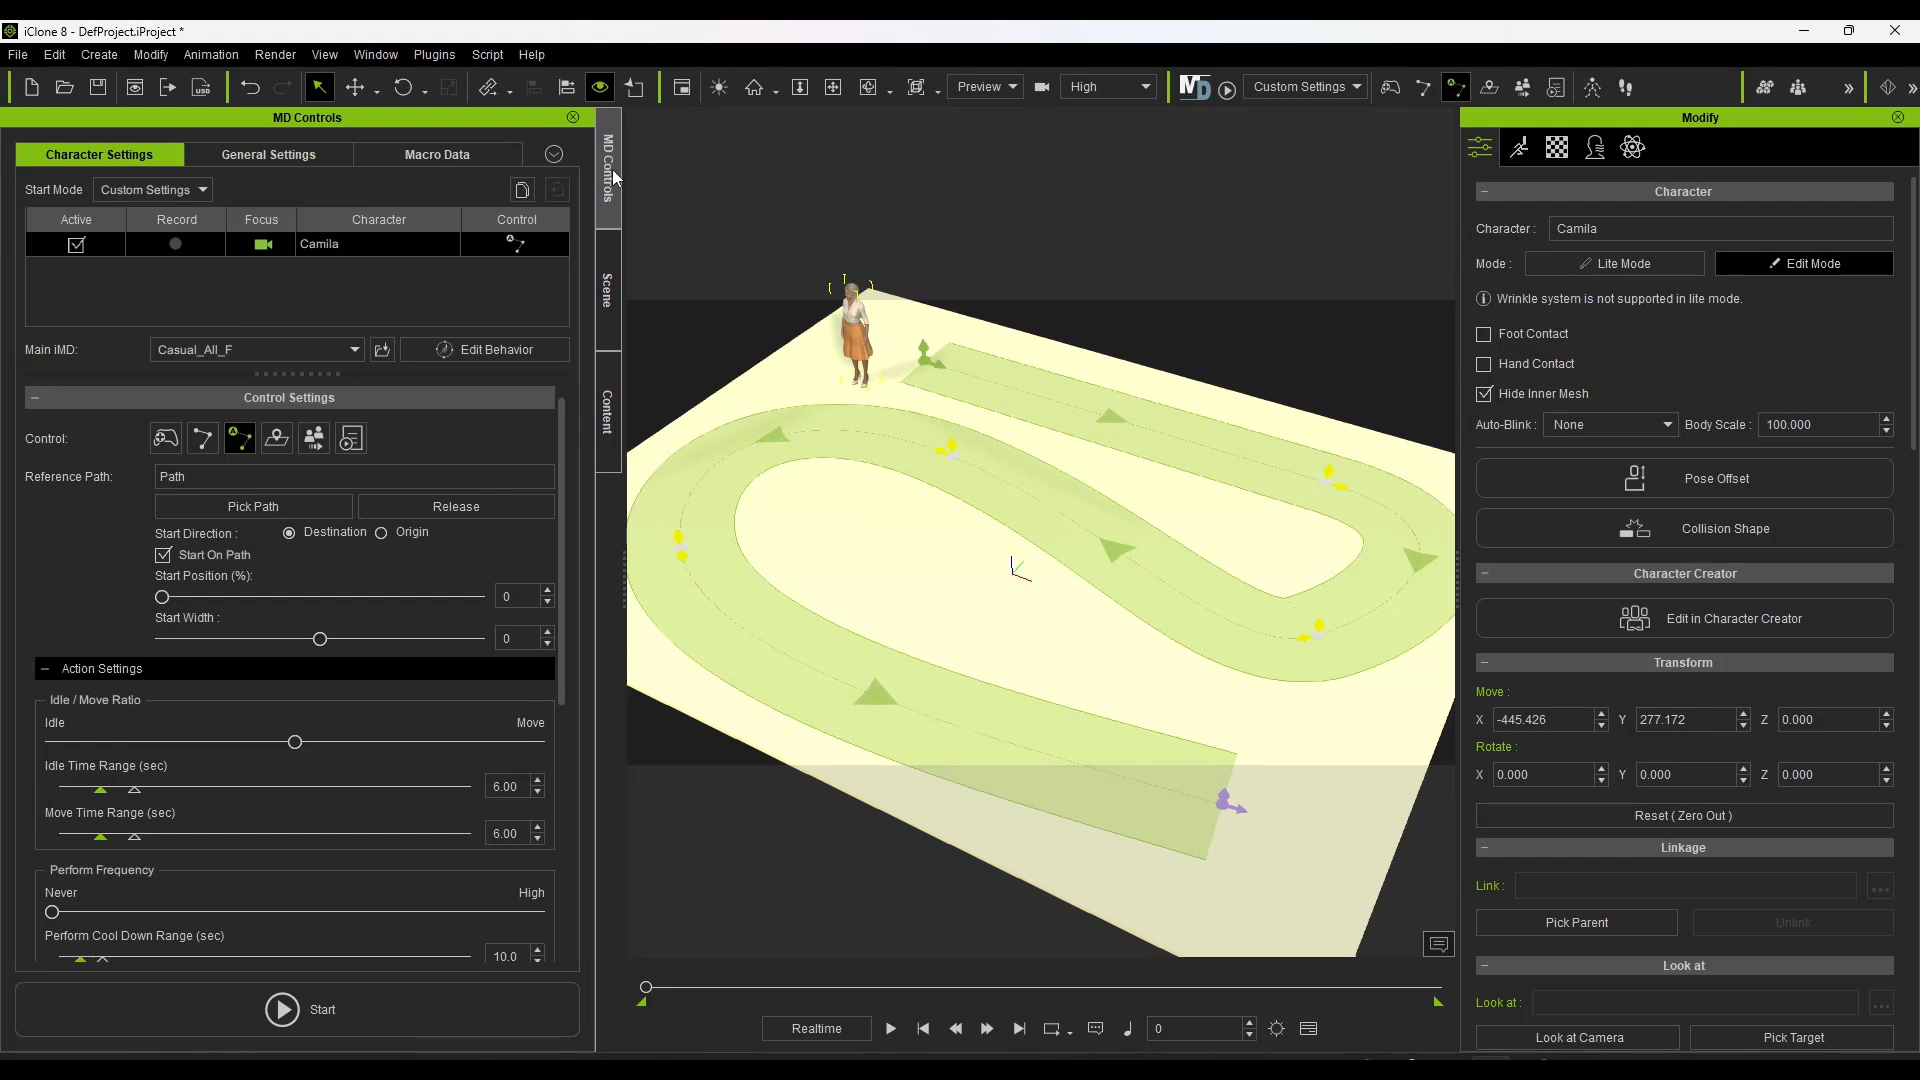 iClone 8 - DefProject.iProject *
File Edit Create Modify Animation Render View Window Plugins Script Help
USD Preview High MD Custom Settings
MD Controls
Modify
Character Settings General Settings Macro Data
MD Controls
Scene
Content
Start Mode Custom Settings
Active Record Focus Character Control
Camila
Main iMD: Casual_All_F Edit Behavior
Control Settings
Control:
Reference Path: Path
Pick Path Release
Start Direction : Destination Origin
Start On Path
Start Position (%):
0
Start Width :
0
Action Settings
Idle / Move Ratio
Idle Move
Idle Time Range (sec)
6.00
Move Time Range (sec)
6.00
Perform Frequency
Never High
Perform Cool Down Range (sec)
10.0
Start
Realtime 0
Character
Character : Camila
Mode : Lite Mode Edit Mode
Wrinkle system is not supported in lite mode.
Foot Contact
Hand Contact
Hide Inner Mesh
Auto-Blink : None Body Scale : 100.000
Pose Offset
Collision Shape
Character Creator
Edit in Character Creator
Transform
Move :
X -445.426 Y 277.172 Z 0.000
Rotate :
X 0.000 Y 0.000 Z 0.000
Reset ( Zero Out )
Linkage
Link : ...
Pick Parent Unlink
Look at
Look at : ...
Look at Camera Pick Target